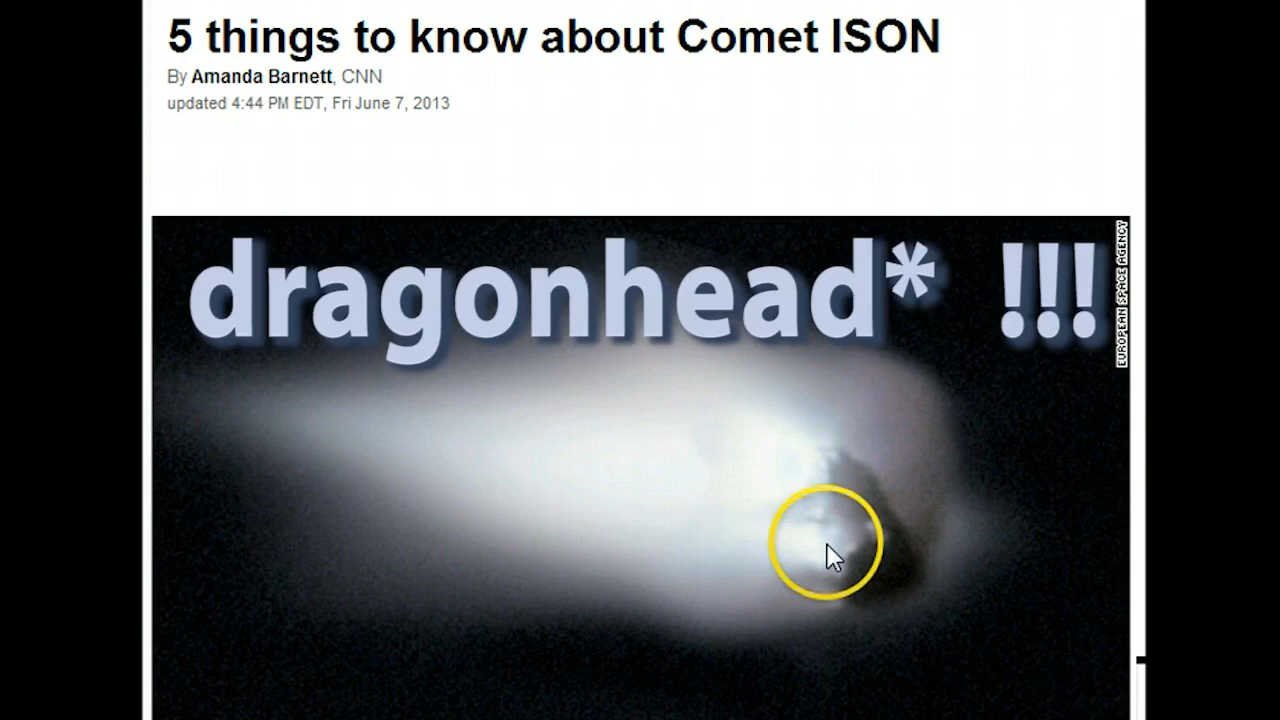 5 things to know about Comet ISON
By Amanda Barnett, CNN
updated 4:44 PM EDT, Fri June 7, 2013
dragonhead* !!!
EUROPEAN SPACE AGENCY